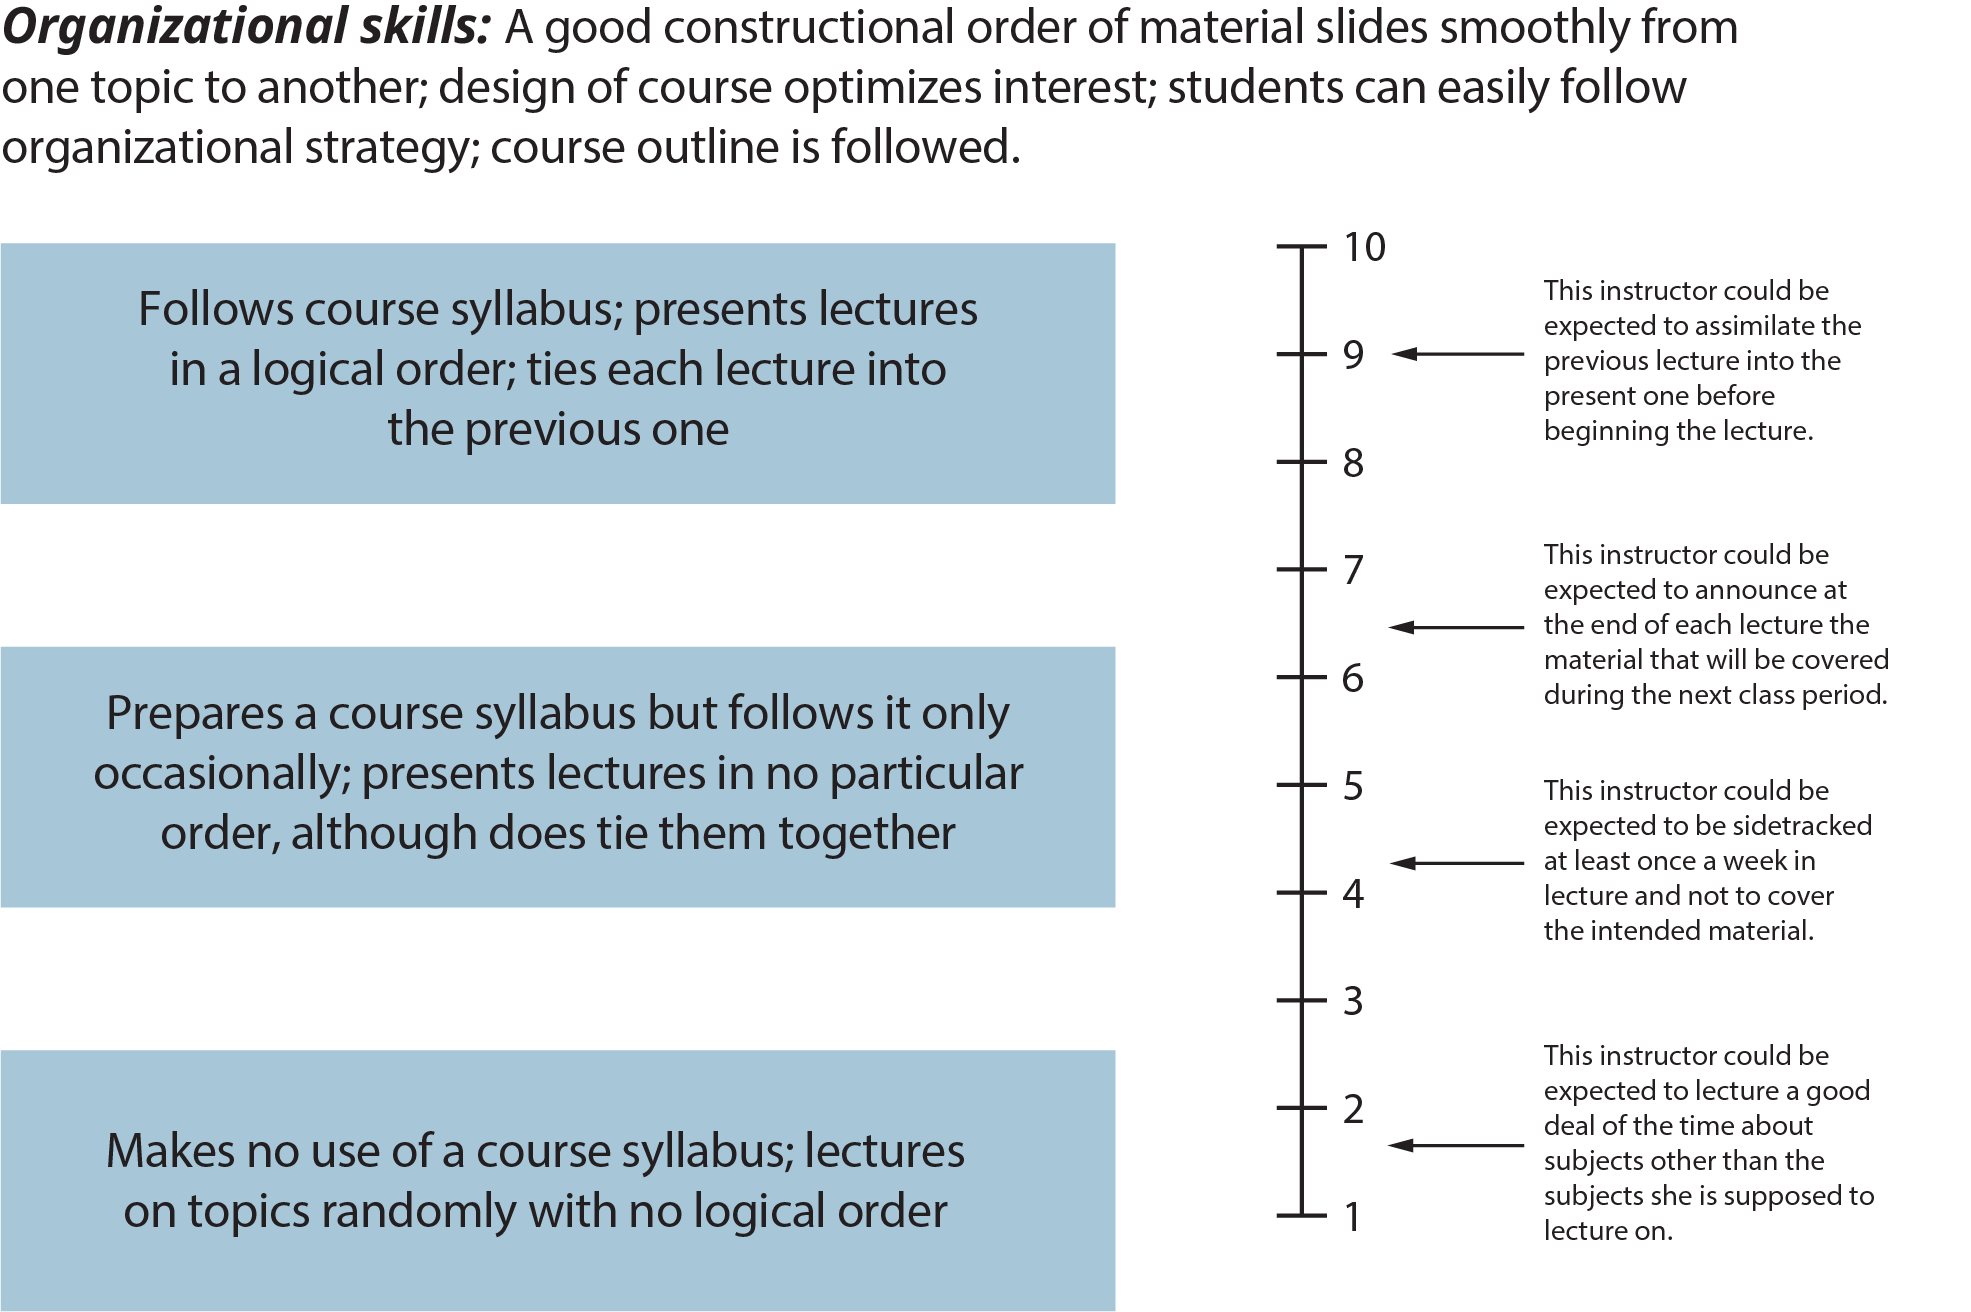 Organizational skills: A good constructional order of material slides smoothly from
one topic to another; design of course optimizes interest; students can easily follow
organizational strategy; course outline is followed.
Follows course syllabus; presents lectures
in a logical order; ties each lecture into
the previous one
Prepares a course syllabus but follows it only
occasionally; presents lectures in no particular
order, although does tie them together
Makes no use of a course syllabus; lectures
on topics randomly with no logical order
10
9
8
7
6
5
4
3
2
1
This instructor could be
expected to assimilate the
previous lecture into the
present one before
beginning the lecture.
This instructor could be
expected to announce at
the end of each lecture the
material that will be covered
during the next class period.
This instructor could be
expected to be sidetracked
at least once a week in
lecture and not to cover
the intended material.
This instructor could be
expected to lecture a good
deal of the time about
subjects other than the
subjects she is supposed to
lecture on.